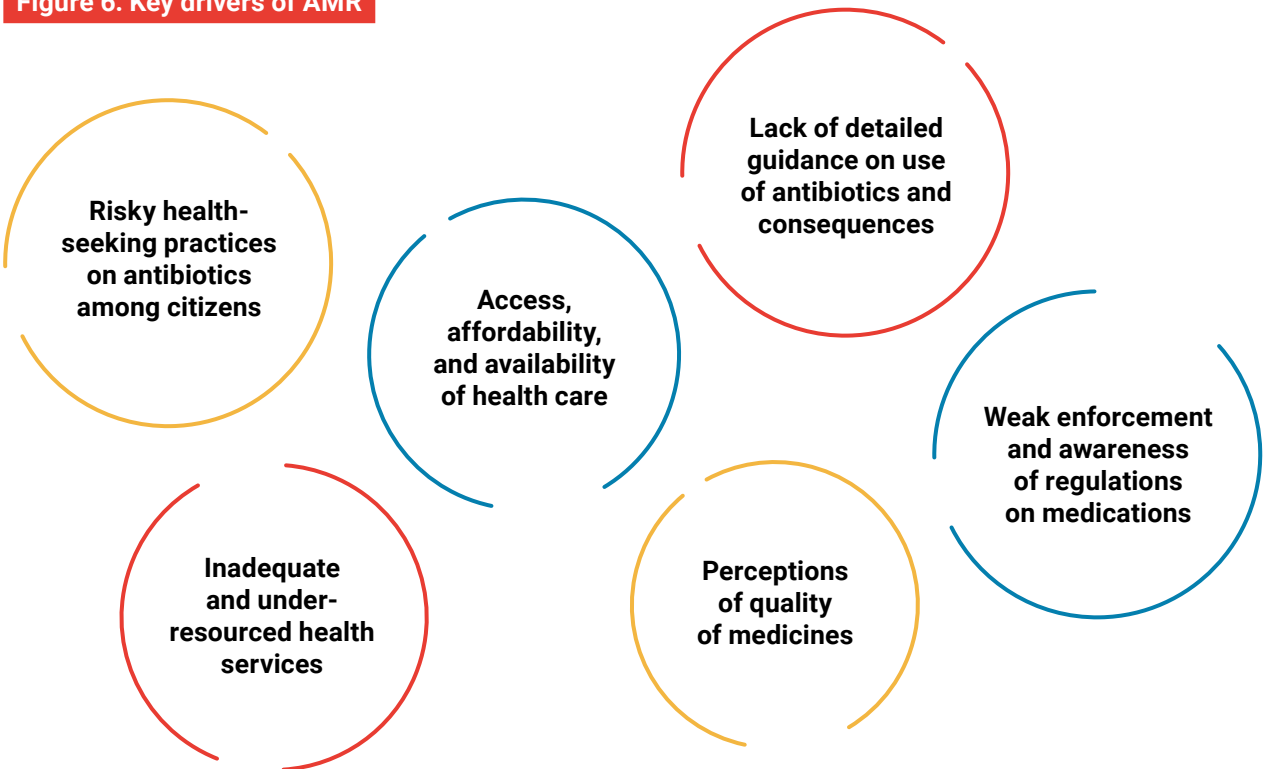 Figure 6. Key drivers of AMR
Risky health-
seeking practices
on antibiotics
among citizens
Access,
affordability,
and availability
of health care
Lack of detailed
guidance on use
of antibiotics and
consequences
Weak enforcement
and awareness
of regulations
on medications
Inadequate
and under-
resourced health
services
Perceptions
of quality
of medicines